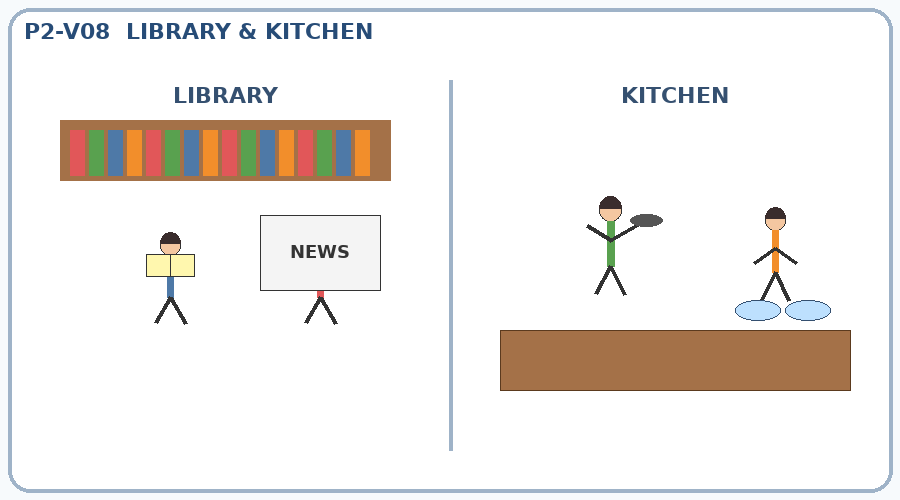 P2-V08 LIBRARY & KITCHEN
LIBRARY
KITCHEN
NEWS